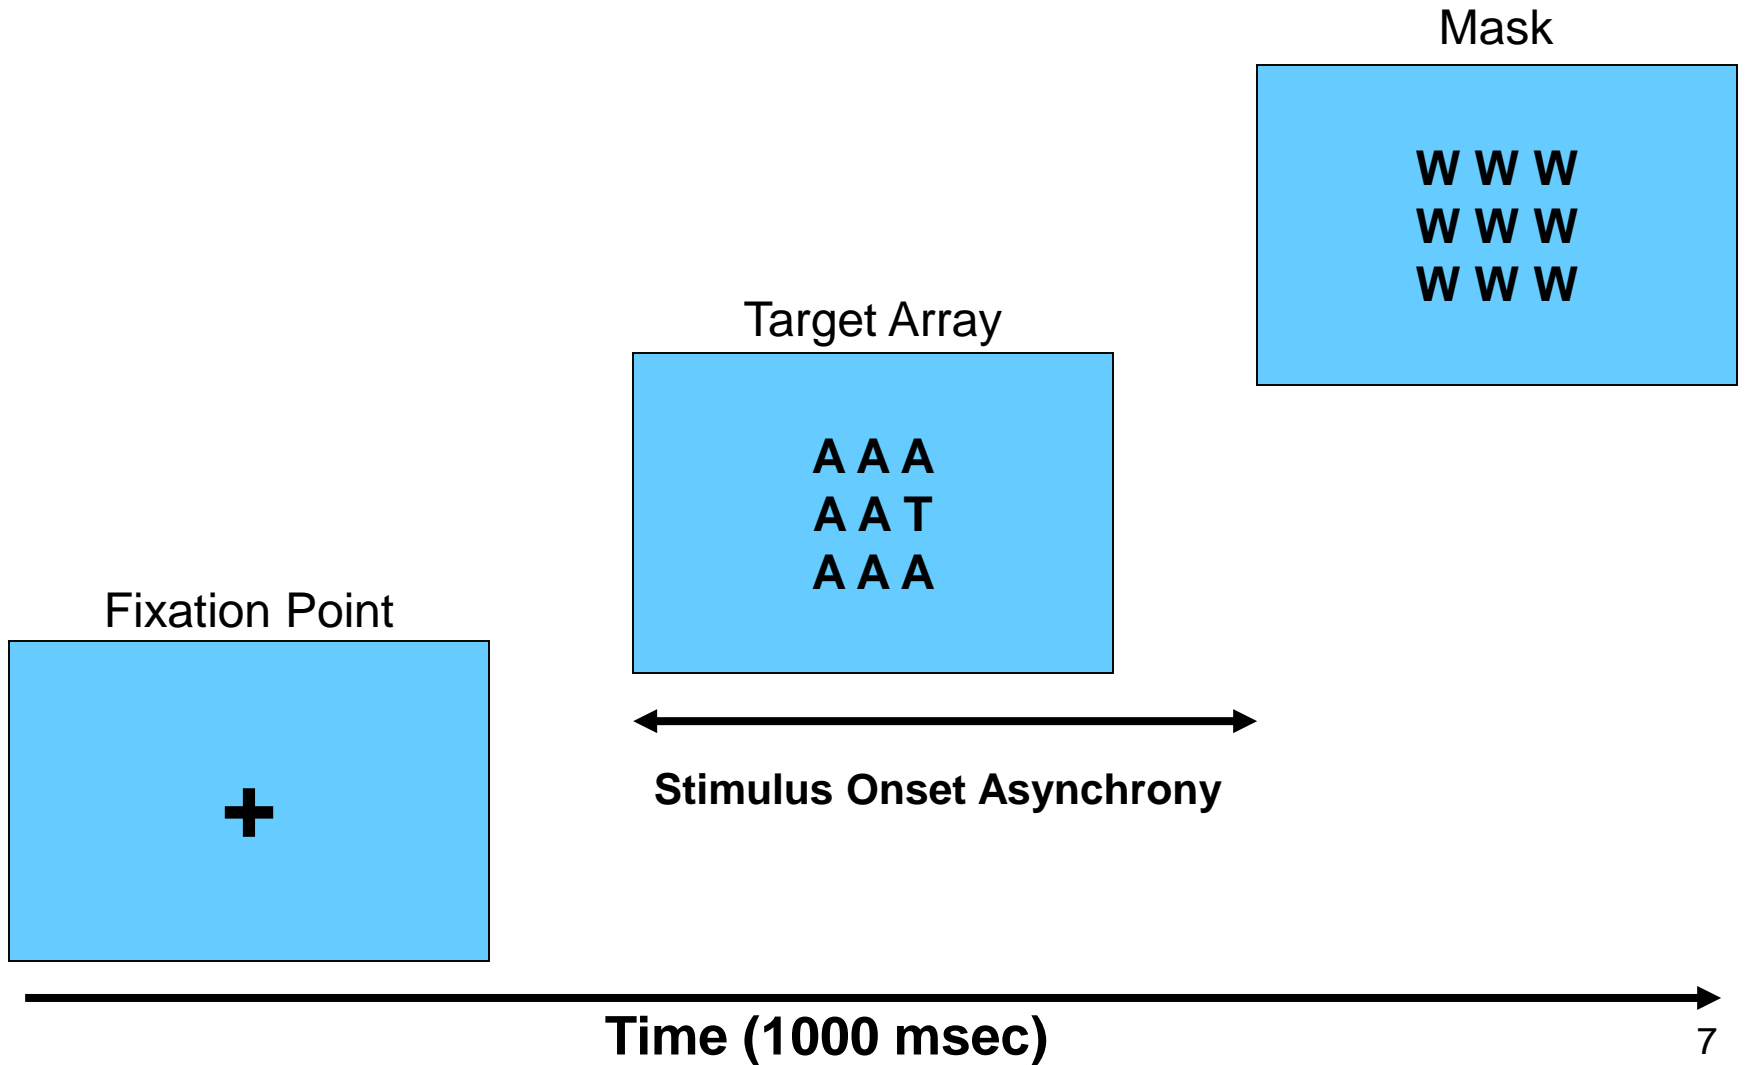 Mask
W W W
W W W
W W W
Target Array
A A A
A A T
A A A
Stimulus Onset Asynchrony
Fixation Point
+
Time (1000 msec)
7